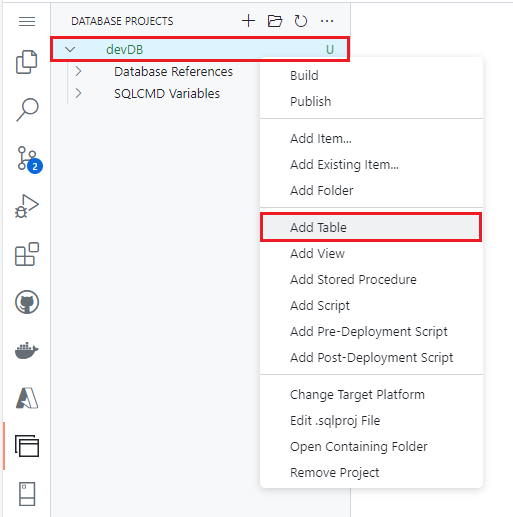 DATABASE PROJECTS
devDB U
Database References
SQLCMD Variables
2
Build
Publish
Add Item...
Add Existing Item...
Add Folder
Add Table
Add View
Add Stored Procedure
Add Script
Add Pre-Deployment Script
Add Post-Deployment Script
Change Target Platform
Edit .sqlproj File
Open Containing Folder
Remove Project